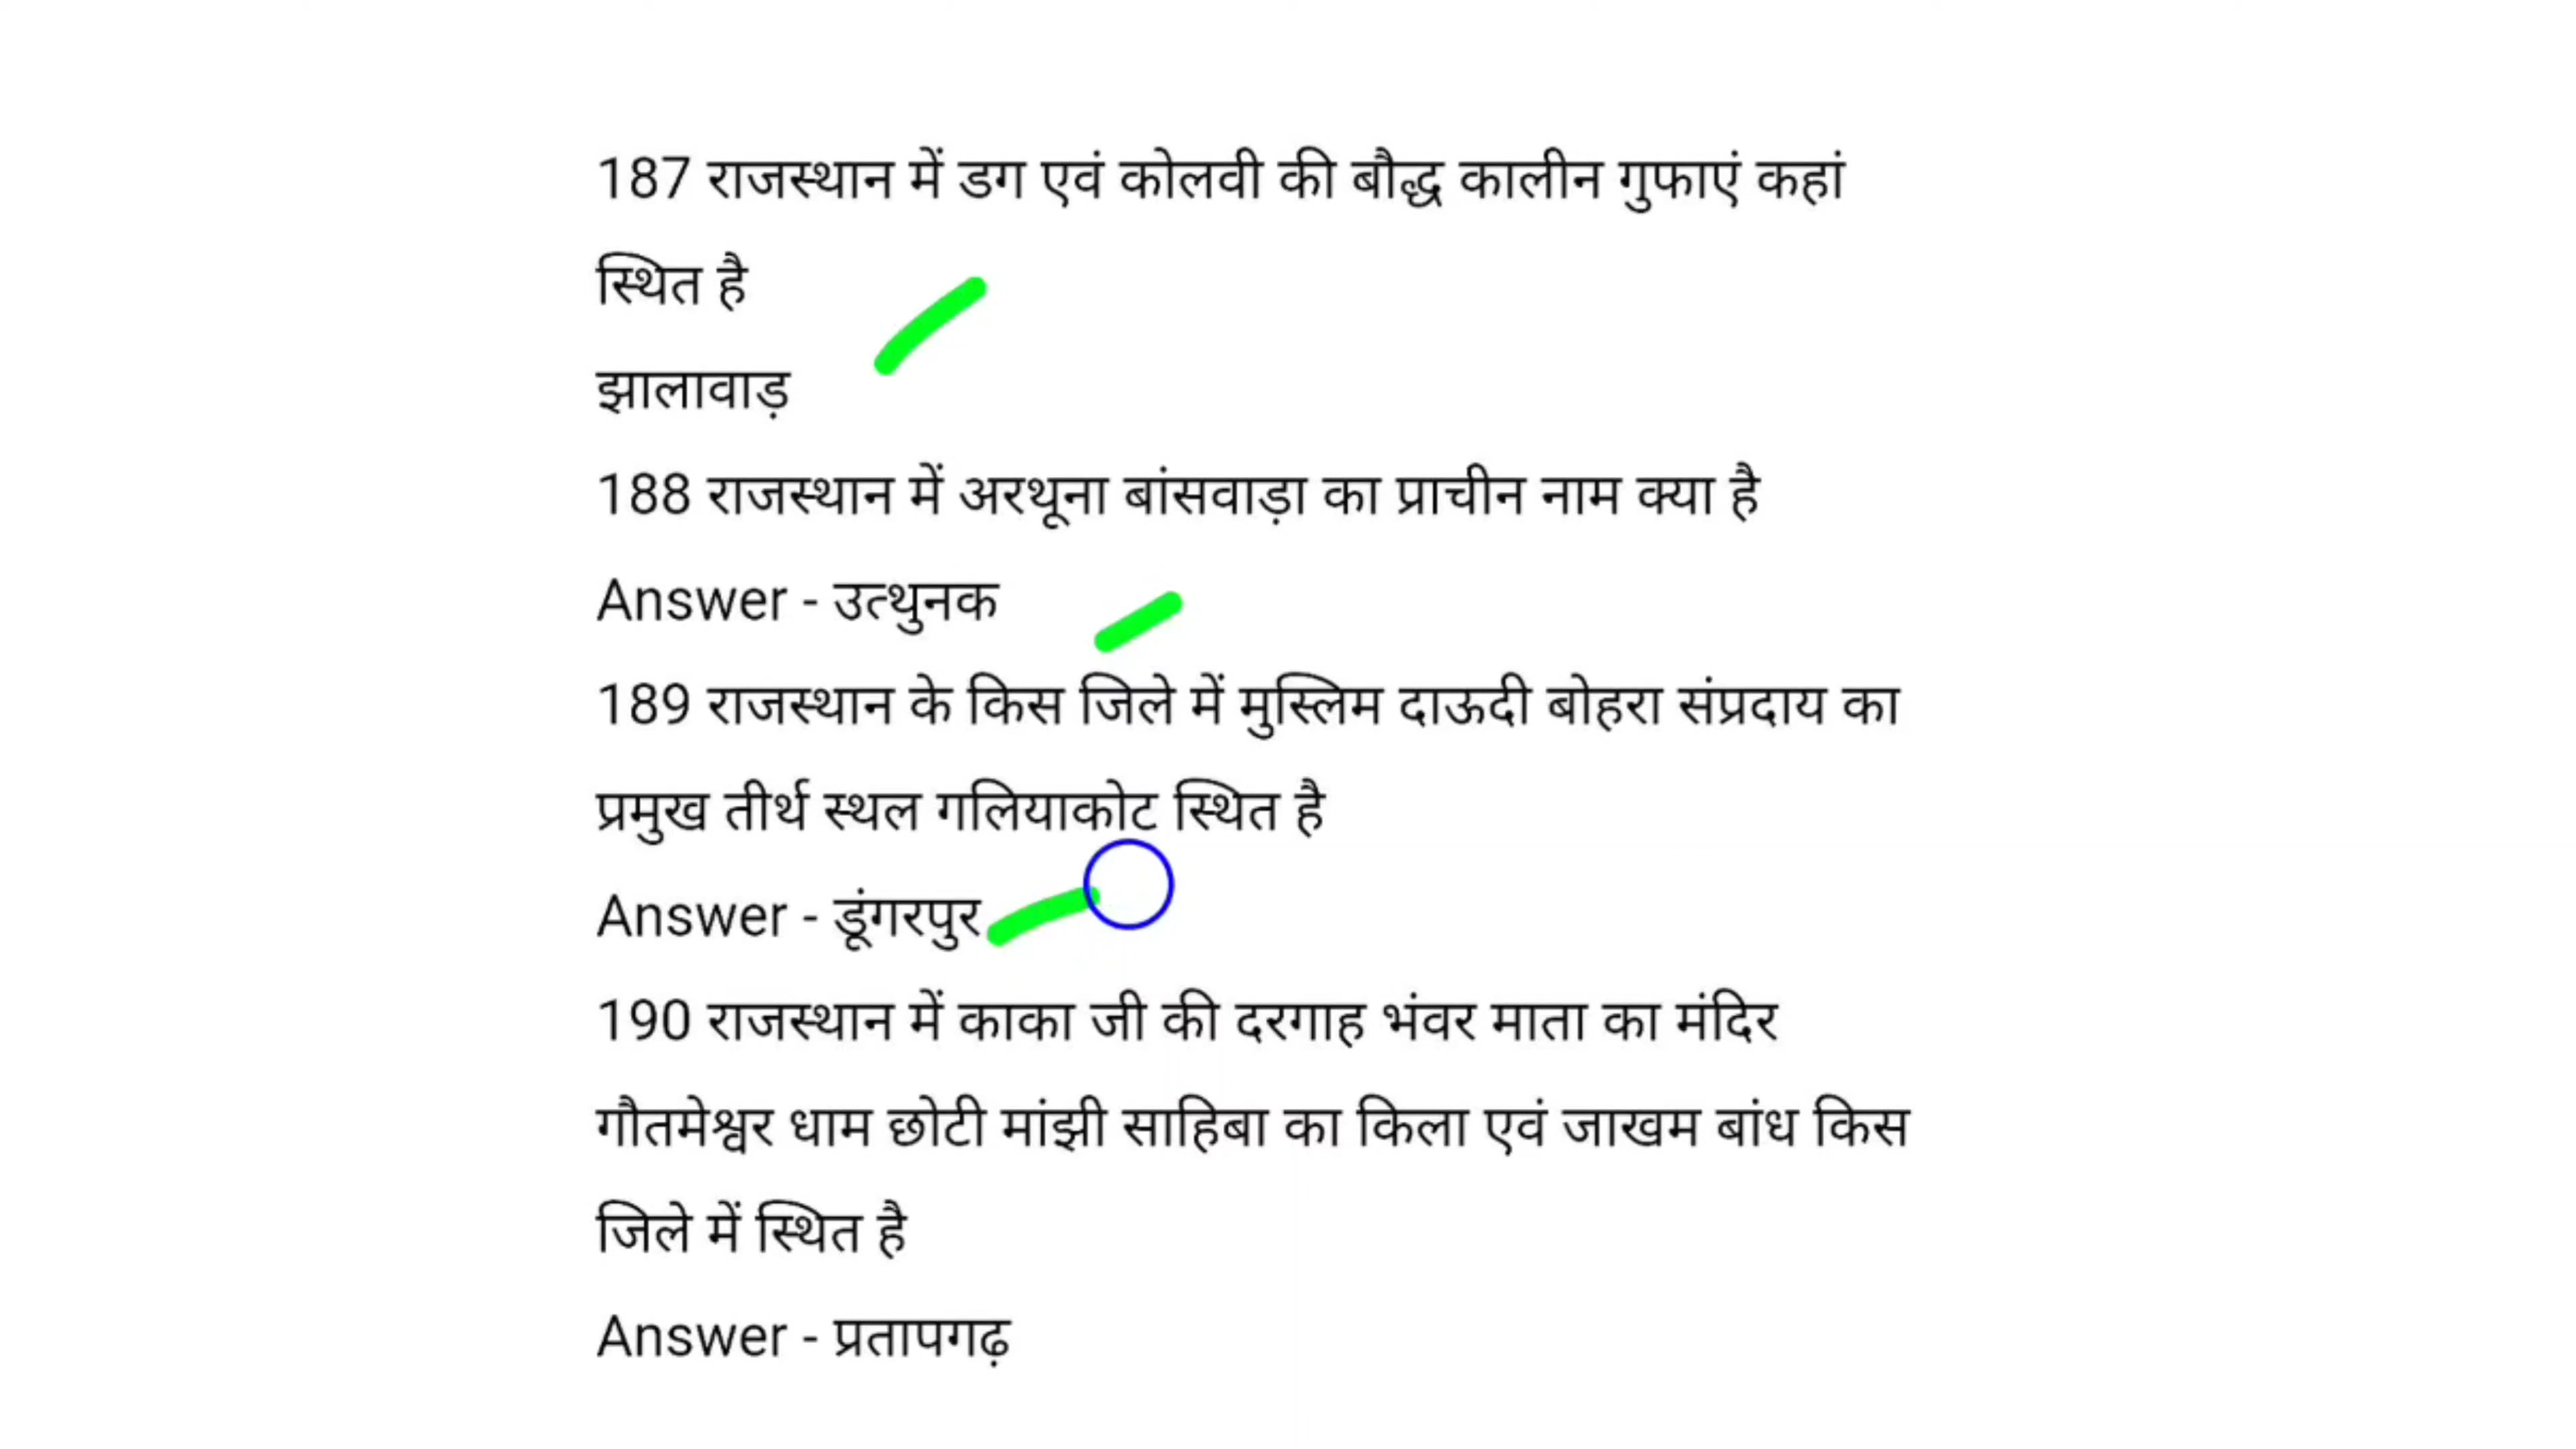 187 राजस्थान में डग एवं कोलवी की बौद्ध कालीन गुफाएं कहां
स्थित है
झालावाड़
188 राजस्थान में अरथूना बांसवाड़ा का प्राचीन नाम क्या है
Answer - उत्थुनक
189 राजस्थान के किस जिले में मुस्लिम दाऊदी बोहरा संप्रदाय का
प्रमुख तीर्थ स्थल गलियाकोट स्थित है
Answer - डूंगरपुर
190 राजस्थान में काका जी की दरगाह भंवर माता का मंदिर
गौतमेश्वर धाम छोटी मांझी साहिबा का किला एवं जाखम बांध किस
जिले में स्थित है
Answer - प्रतापगढ़